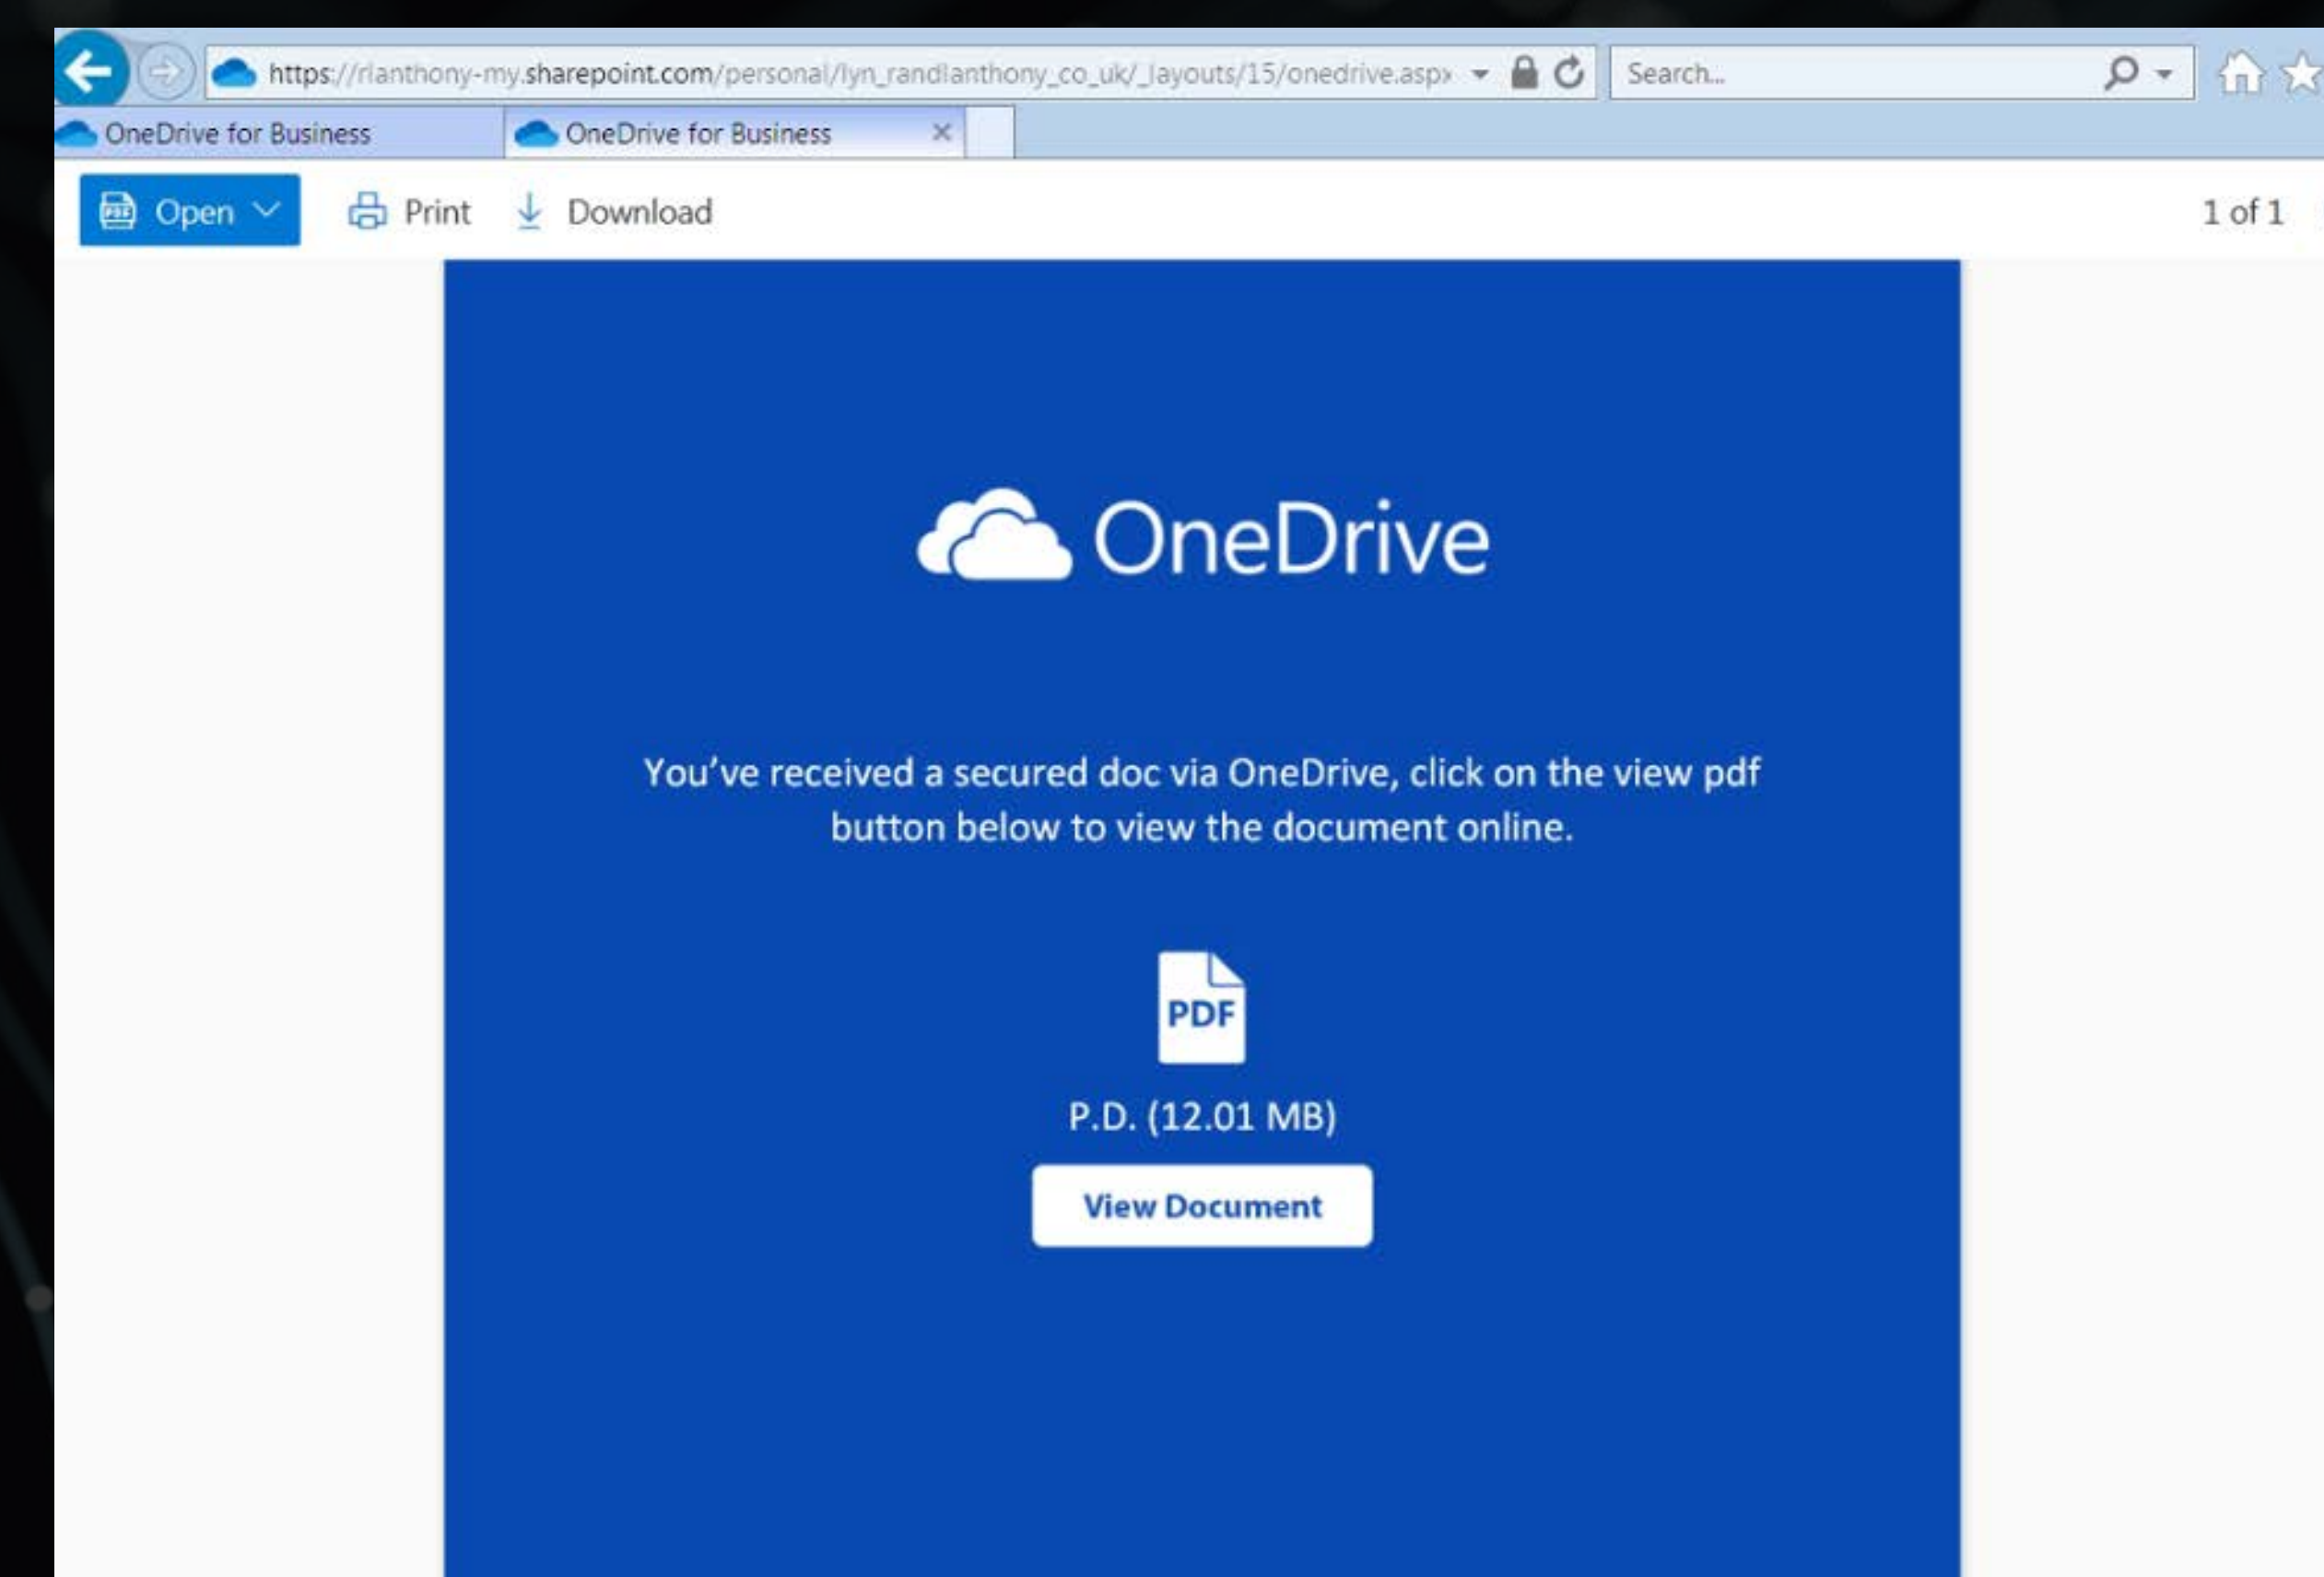 https://rlanthony-my.sharepoint.com/personal/lyn_randlanthony_co_uk/_layouts/15/onedrive.aspx
Search...
OneDrive for Business
OneDrive for Business
PDF Open
Print
Download
1 of 1
OneDrive
You've received a secured doc via OneDrive, click on the view pdf
button below to view the document online.
PDF
P.D. (12.01 MB)
View Document